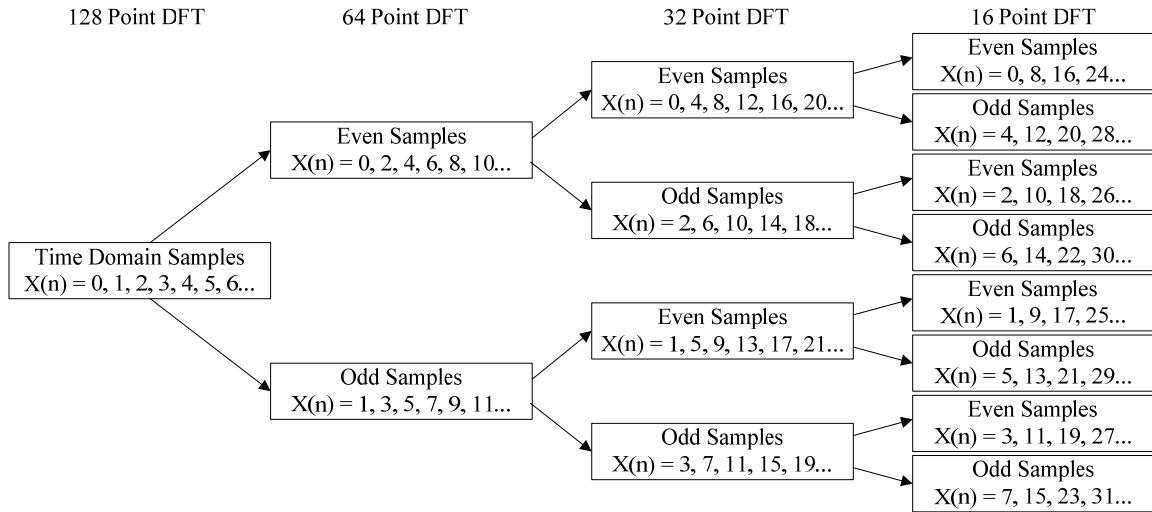 128 Point DFT
64 Point DFT
32 Point DFT
16 Point DFT
Time Domain Samples
X(n) = 0, 1, 2, 3, 4, 5, 6...
Even Samples
X(n) = 0, 2, 4, 6, 8, 10...
Odd Samples
X(n) = 1, 3, 5, 7, 9, 11...
Even Samples
X(n) = 0, 4, 8, 12, 16, 20...
Odd Samples
X(n) = 2, 6, 10, 14, 18...
Even Samples
X(n) = 1, 5, 9, 13, 17, 21...
Odd Samples
X(n) = 3, 7, 11, 15, 19...
Even Samples
X(n) = 0, 8, 16, 24...
Odd Samples
X(n) = 4, 12, 20, 28...
Even Samples
X(n) = 2, 10, 18, 26...
Odd Samples
X(n) = 6, 14, 22, 30...
Even Samples
X(n) = 1, 9, 17, 25...
Odd Samples
X(n) = 5, 13, 21, 29...
Even Samples
X(n) = 3, 11, 19, 27...
Odd Samples
X(n) = 7, 15, 23, 31...